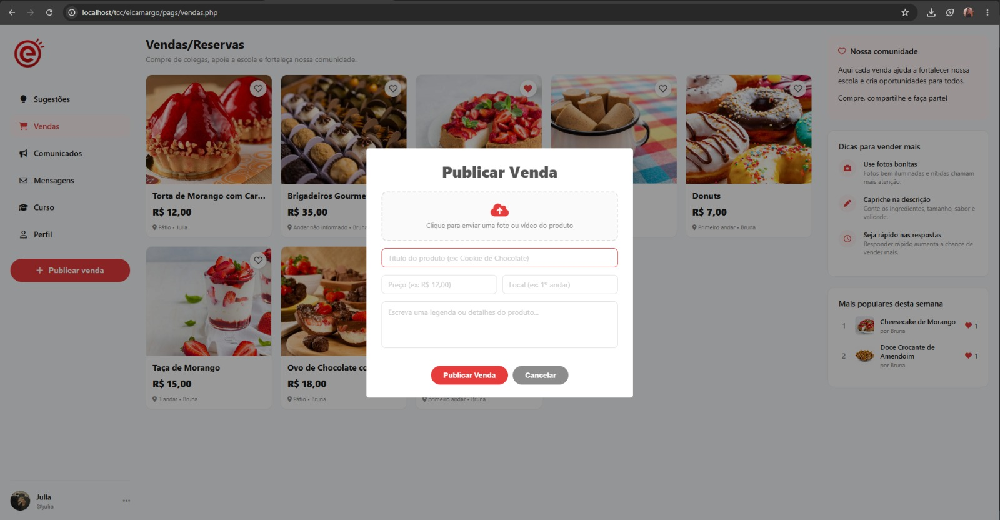 localhost/tcc/eicamargo/pags/vendas.php
e
Sugestões
Vendas
Comunicados
Mensagens
Curso
Perfil
+ Publicar venda
Julia
@julia
Vendas/Reservas
Compre de colegas, apoie a escola e fortaleça nossa comunidade.
Torta de Morango com Car...
R$ 12,00
Pátio • Julia
Brigadeiros Gourme
R$ 35,00
Andar não informado • Bruna
Donuts
R$ 7,00
Primeiro andar • Bruna
Taça de Morango
R$ 15,00
3 andar • Bruna
Ovo de Chocolate co
R$ 18,00
Pátio • Bruna
primeiro andar • Bruna
Publicar Venda
Clique para enviar uma foto ou vídeo do produto
Título do produto (ex: Cookie de Chocolate)
Preço (ex: R$ 12,00)
Local (ex: 1º andar)
Escreva uma legenda ou detalhes do produto...
Publicar Venda
Cancelar
Nossa comunidade
Aqui cada venda ajuda a fortalecer nossa
escola e cria oportunidades para todos.
Compre, compartilhe e faça parte!
Dicas para vender mais
Use fotos bonitas
Fotos bem iluminadas e nítidas chamam
mais atenção.
Capriche na descrição
Conte os ingredientes, tamanho, sabor e
validade.
Seja rápido nas respostas
Responder rápido aumenta a chance de
vender mais.
Mais populares desta semana
1
Cheesecake de Morango
por Bruna
1
2
Doce Crocante de
Amendoim
por Bruna
1